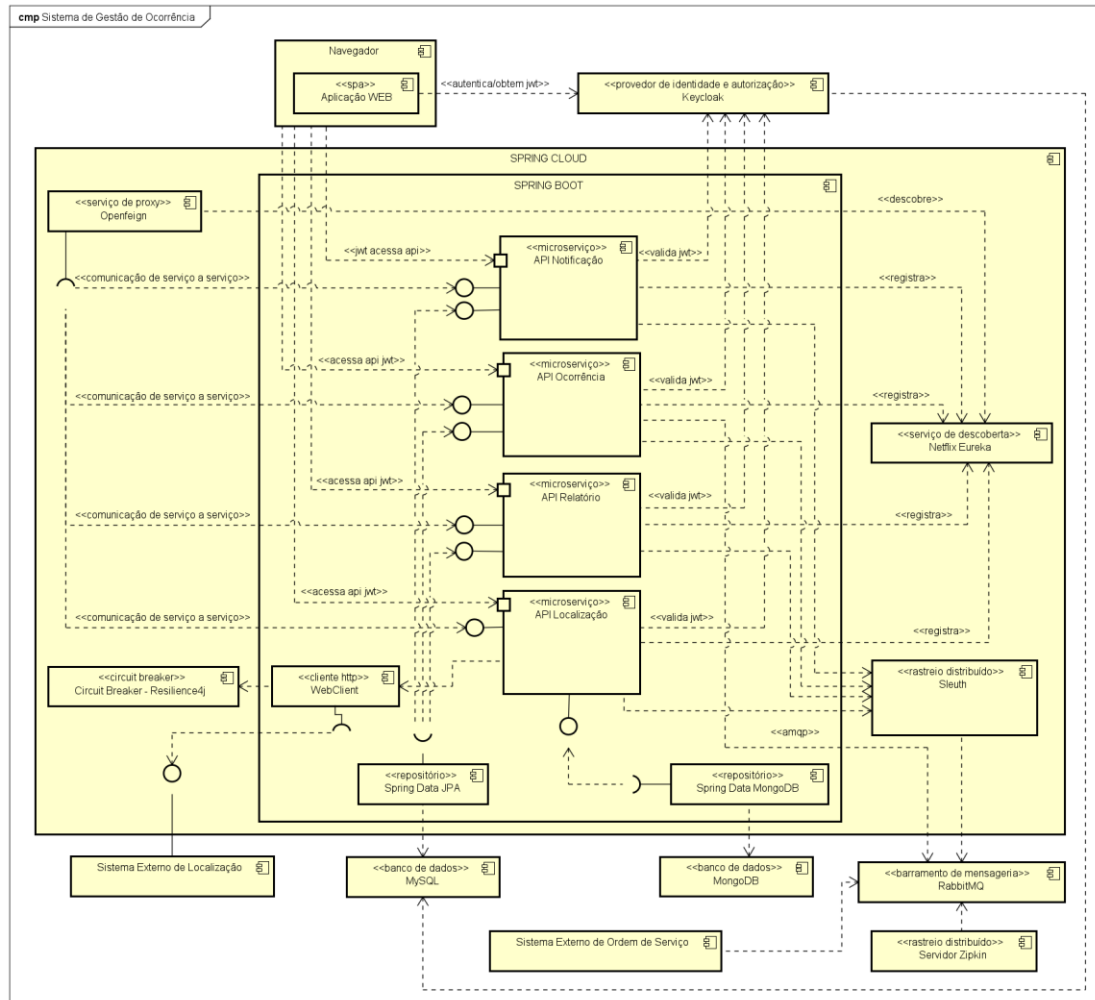 cmp Sistema de Gestão de Ocorrência
Navegador
<<spa>>
Aplicação WEB
<<autentica/obtem jwt>>
<<provedor de identidade e autorização>>
Keycloak
SPRING CLOUD
SPRING BOOT
<<serviço de proxy>>
Openfeign
<<descobre>>
<<microserviço>>
API Notificação
<<jwt acessa api>>
<<valida jwt>>
<<comunicação de serviço a serviço>>
<<registra>>
<<microserviço>>
API Ocorrência
<<acessa api jwt>>
<<valida jwt>>
<<comunicação de serviço a serviço>>
<<registra>>
<<serviço de descoberta>>
Netflix Eureka
<<microserviço>>
API Relatório
<<acessa api jwt>>
<<valida jwt>>
<<comunicação de serviço a serviço>>
<<registra>>
<<acessa api jwt>>
<<microserviço>>
API Localização
<<comunicação de serviço a serviço>>
<<valida jwt>>
<<registra>>
<<circuit breaker>>
Circuit Breaker - Resilience4j
<<cliente http>>
WebClient
<<rastreio distribuído>>
Sleuth
<<amqp>>
<<repositório>>
Spring Data JPA
<<repositório>>
Spring Data MongoDB
Sistema Externo de Localização
<<banco de dados>>
MySQL
<<banco de dados>>
MongoDB
<<barramento de mensageria>>
RabbitMQ
Sistema Externo de Ordem de Serviço
<<rastreio distribuído>>
Servidor Zipkin